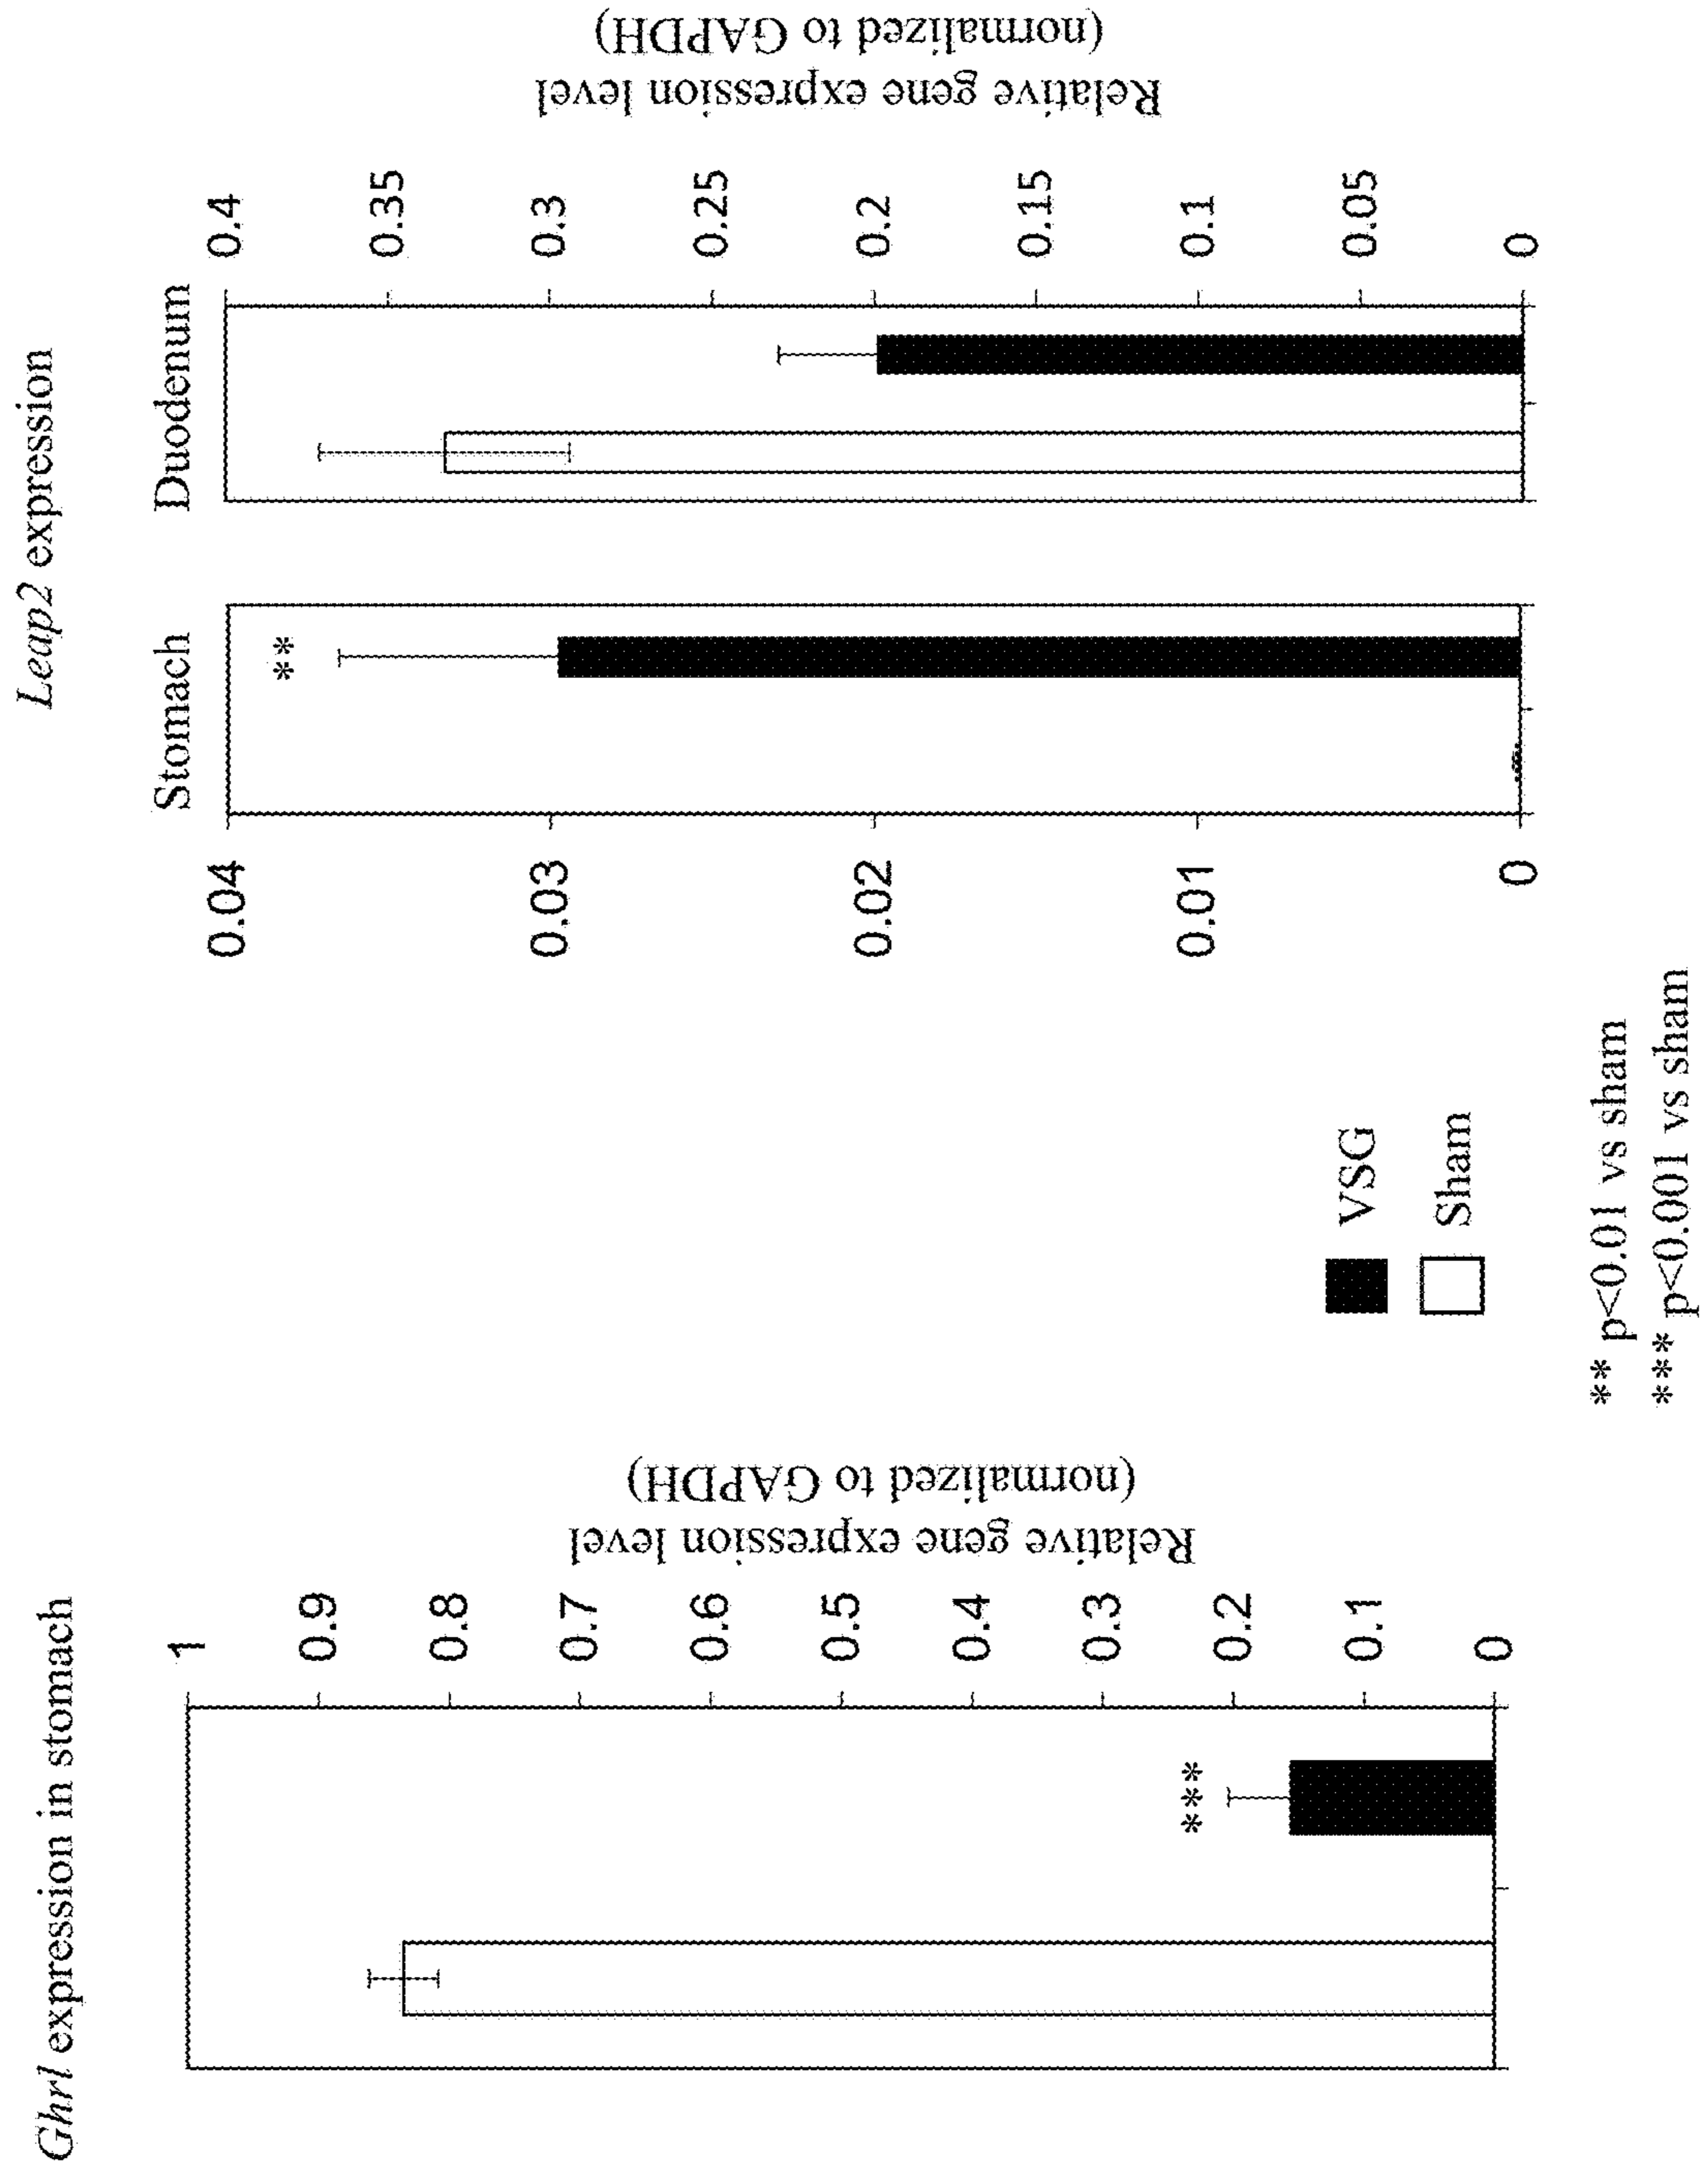 Ghrl expression in stomach
1
0.9
0.8
0.7
0.6
0.5
0.4
0.3
0.2
0.1
0
***
Relative gene expression level
(normalized to GAPDH)
VSG
Sham
** p<0.01 vs sham
*** p<0.001 vs sham
Leap2 expression
Stomach
0.04
0.03
0.02
0.01
0
**
Duodenum
0.4
0.35
0.3
0.25
0.2
0.15
0.1
0.05
0
Relative gene expression level
(normalized to GAPDH)